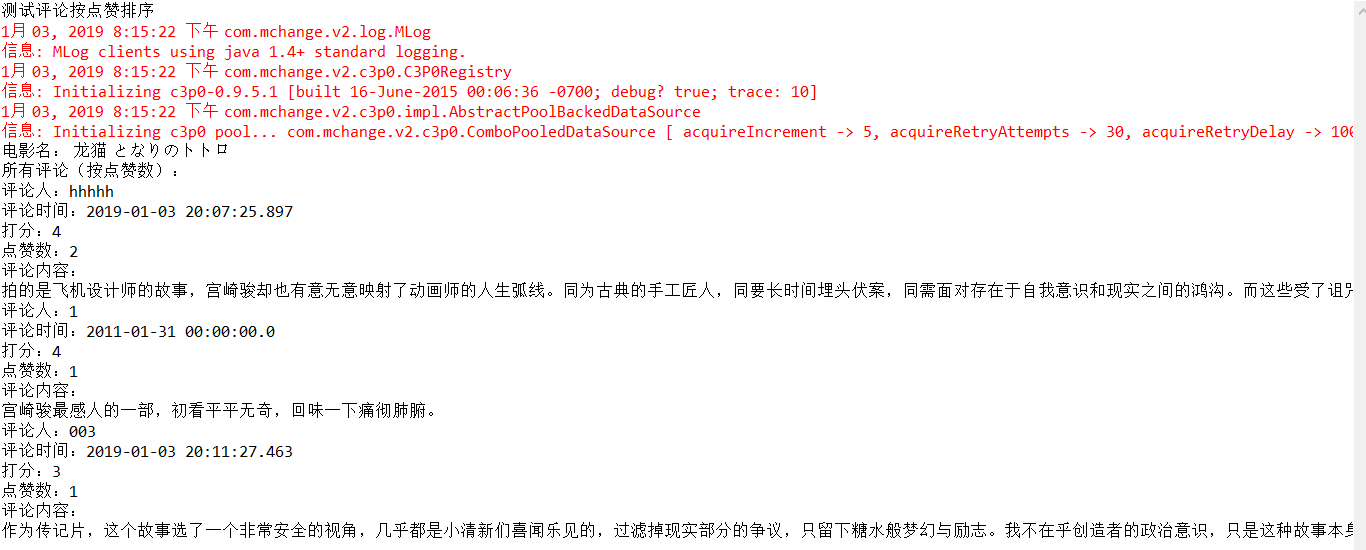 测试评论按点赞排序
1月 03, 2019 8:15:22 下午 com.mchange.v2.log.MLog
信息: MLog clients using java 1.4+ standard logging.
1月 03, 2019 8:15:22 下午 com.mchange.v2.c3p0.C3P0Registry
信息: Initializing c3p0-0.9.5.1 [built 16-June-2015 00:06:36 -0700; debug? true; trace: 10]
1月 03, 2019 8:15:22 下午 com.mchange.v2.c3p0.impl.AbstractPoolBackedDataSource
信息: Initializing c3p0 pool... com.mchange.v2.c3p0.ComboPooledDataSource [ acquireIncrement -> 5, acquireRetryAttempts -> 30, acquireRetryDelay -> 100
电影名: 龙猫 となりのトトロ
所有评论（按点赞数）:
评论人：hhhhh
评论时间：2019-01-03 20:07:25.897
打分：4
点赞数：2
评论内容:
拍的是飞机设计师的故事，宫崎骏却也有意无意映射了动画师的人生弧线。同为古典的手工匠人，同要长时间埋头伏案，同需面对存在于自我意识和现实之间的鸿沟。而这些受了诅
评论人：1
评论时间：2011-01-31 00:00:00.0
打分：4
点赞数：1
评论内容:
宫崎骏最感人的一部，初看平平无奇，回味一下痛彻肺腑。
评论人：003
评论时间：2019-01-03 20:11:27.463
打分：3
点赞数：1
评论内容:
作为传记片，这个故事选了一个非常安全的视角，几乎都是小清新们喜闻乐见的，过滤掉现实部分的争议，只留下糖水般梦幻与励志。我不在乎创造者的政治意识，只是这种故事本身